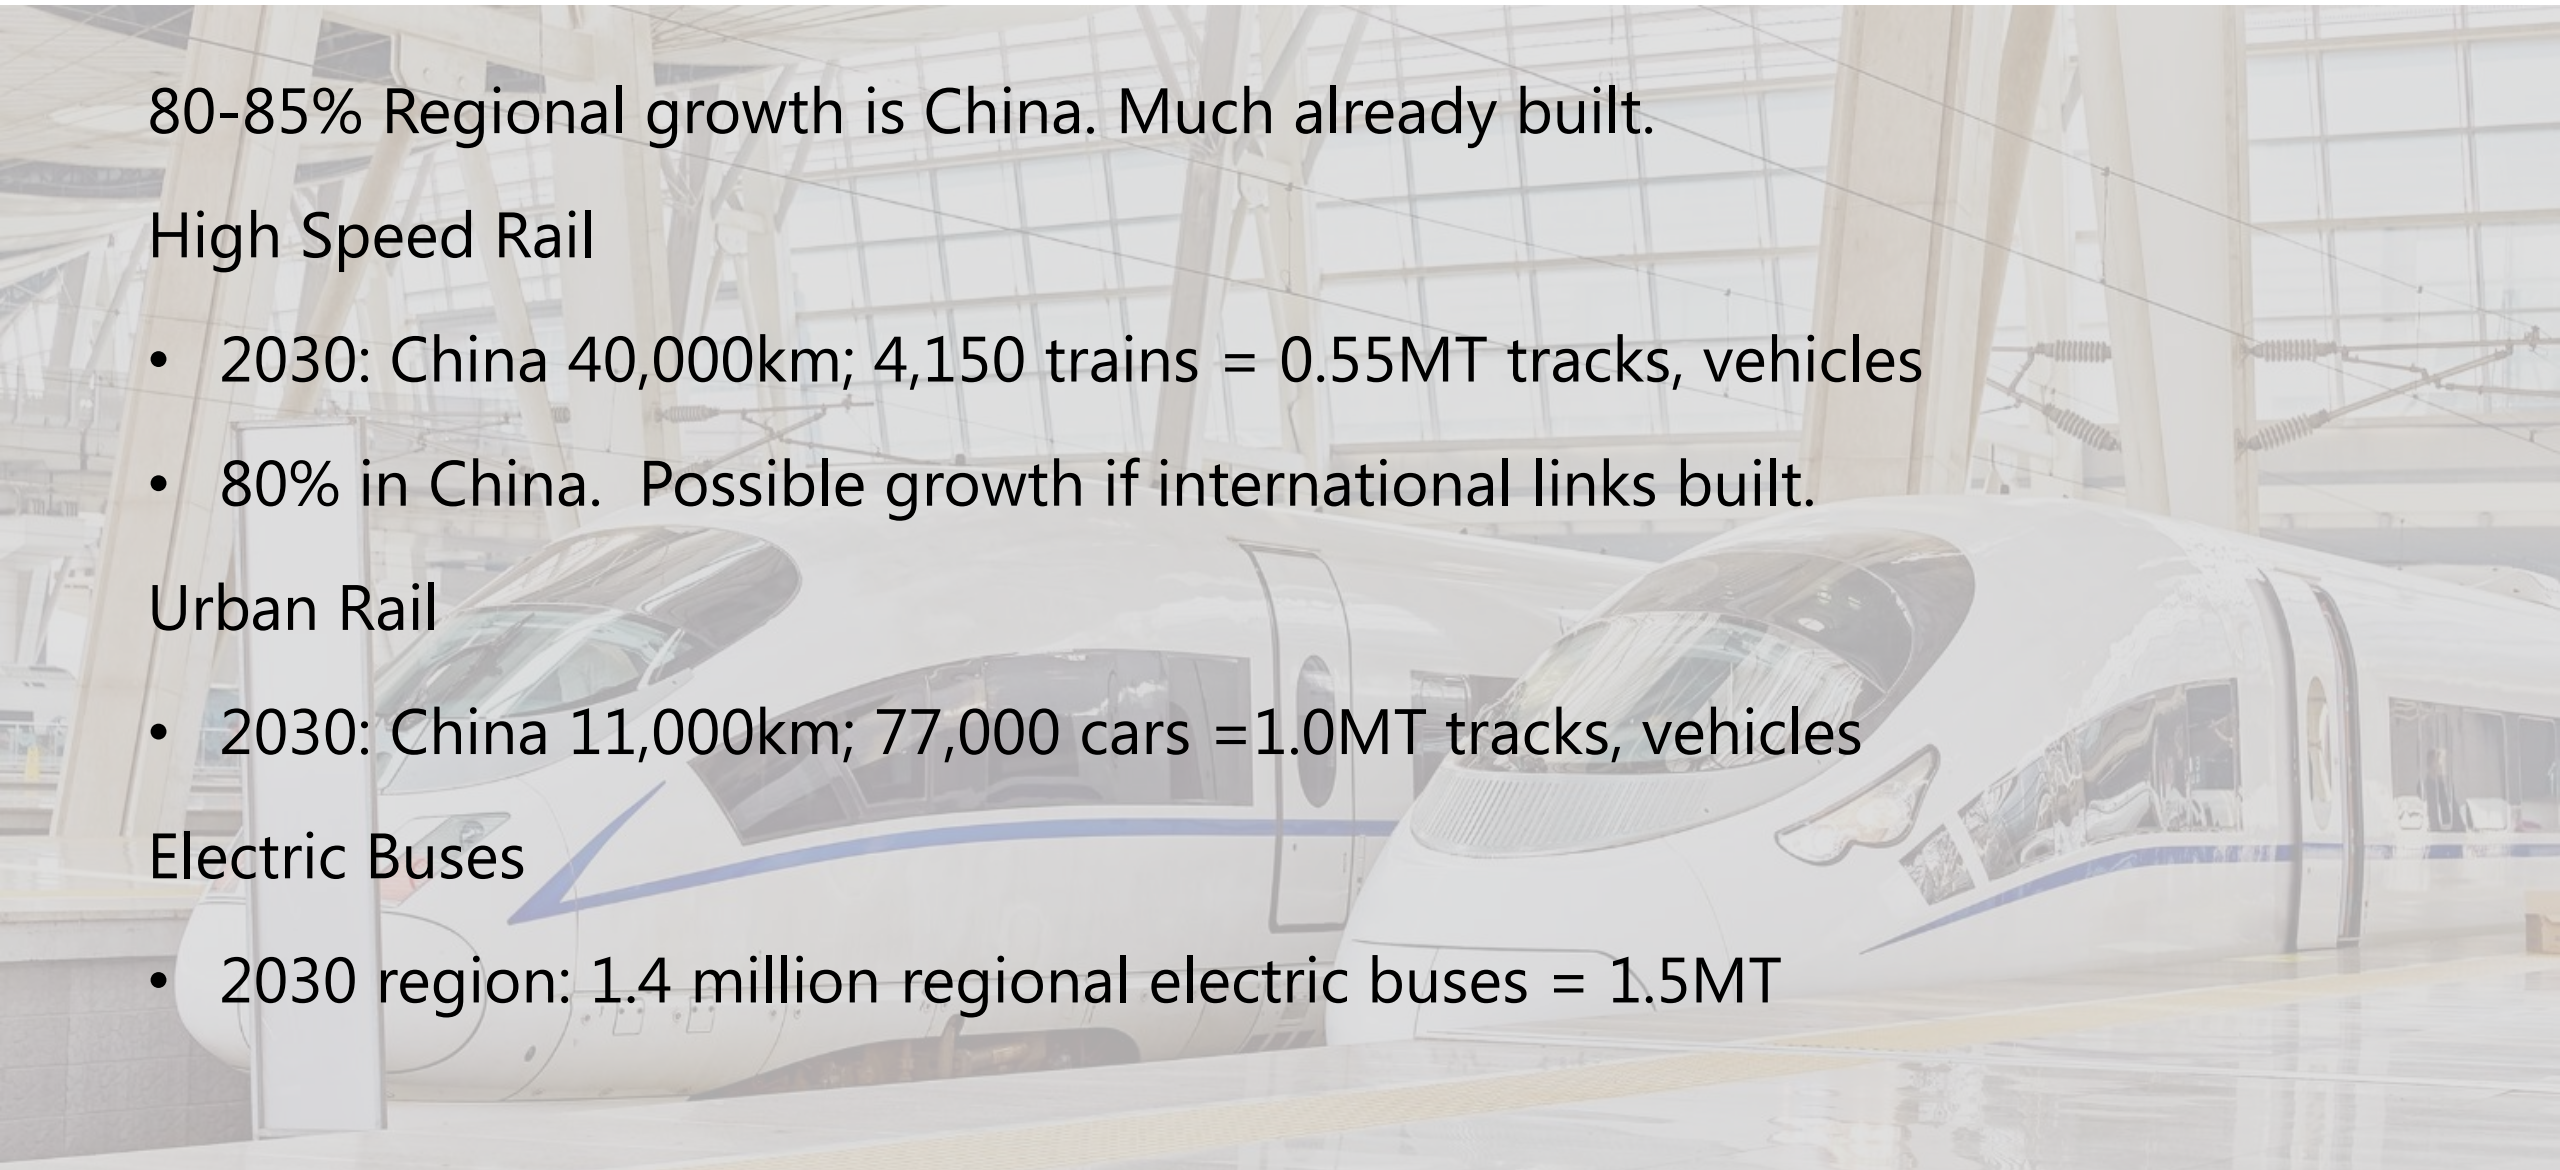 80-85% Regional growth is China. Much already built.
High Speed Rail
• 2030: China 40,000km; 4,150 trains = 0.55MT tracks, vehicles
• 80% in China.  Possible growth if international links built.
Urban Rail
• 2030: China 11,000km; 77,000 cars =1.0MT tracks, vehicles
Electric Buses
• 2030 region: 1.4 million regional electric buses = 1.5MT